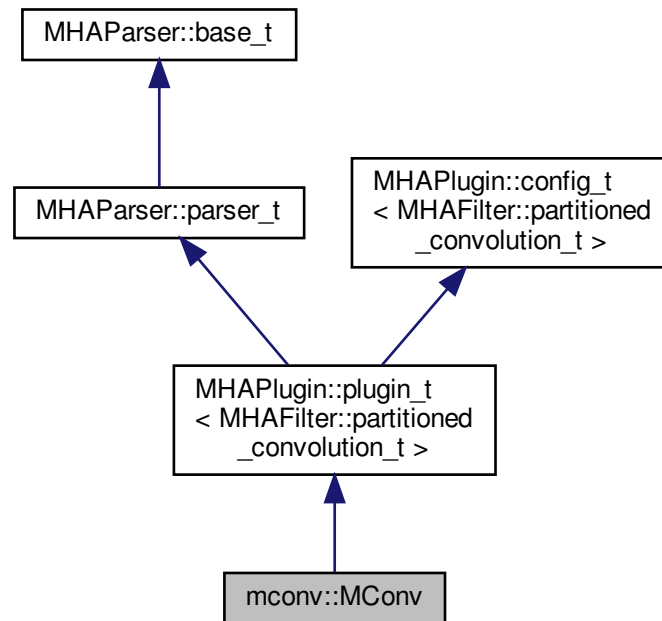 MHAParser::base_t
MHAParser::parser_t
MHAPlugin::config_t
< MHAFilter::partitioned
_convolution_t >
MHAPlugin::plugin_t
< MHAFilter::partitioned
_convolution_t >
mconv::MConv